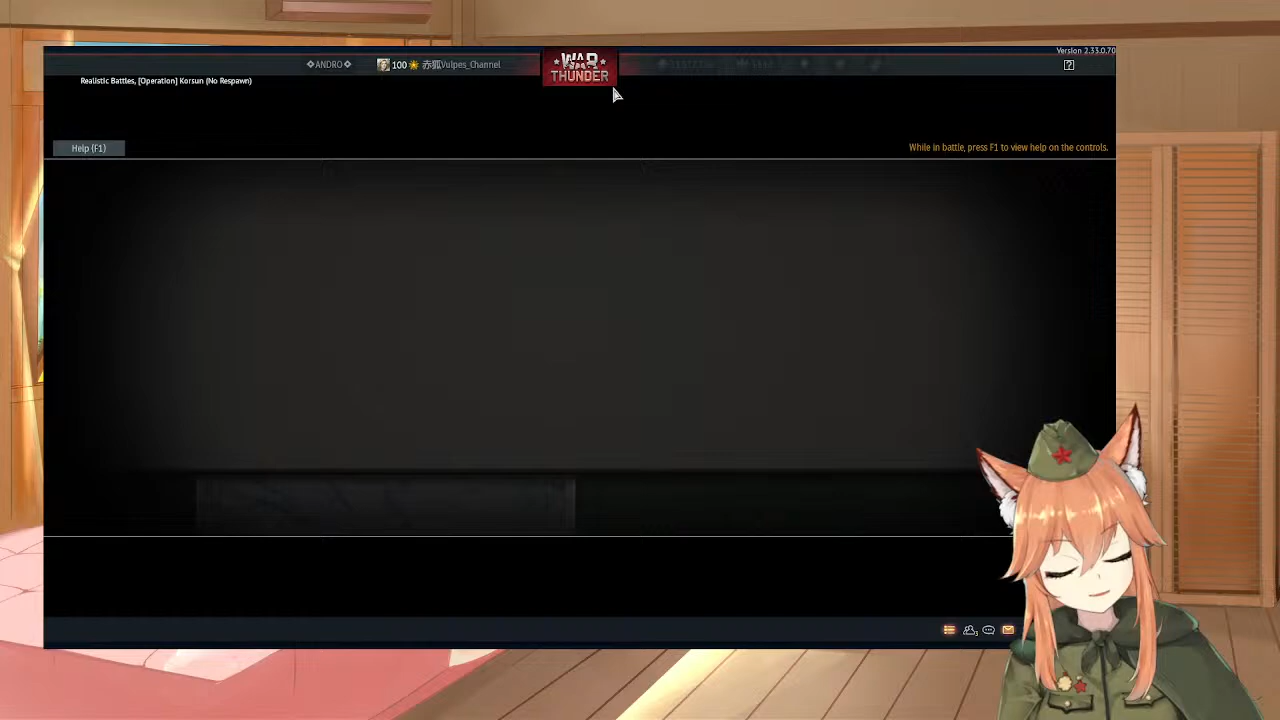 Version 2.33.0.70
◇ANDRO◇ 100 赤狐Vulpes_Channel
WAR THUNDER
Realistic Battles, [Operation] Korsun (No Respawn)
Help (F1)
While in battle, press F1 to view help on the controls.